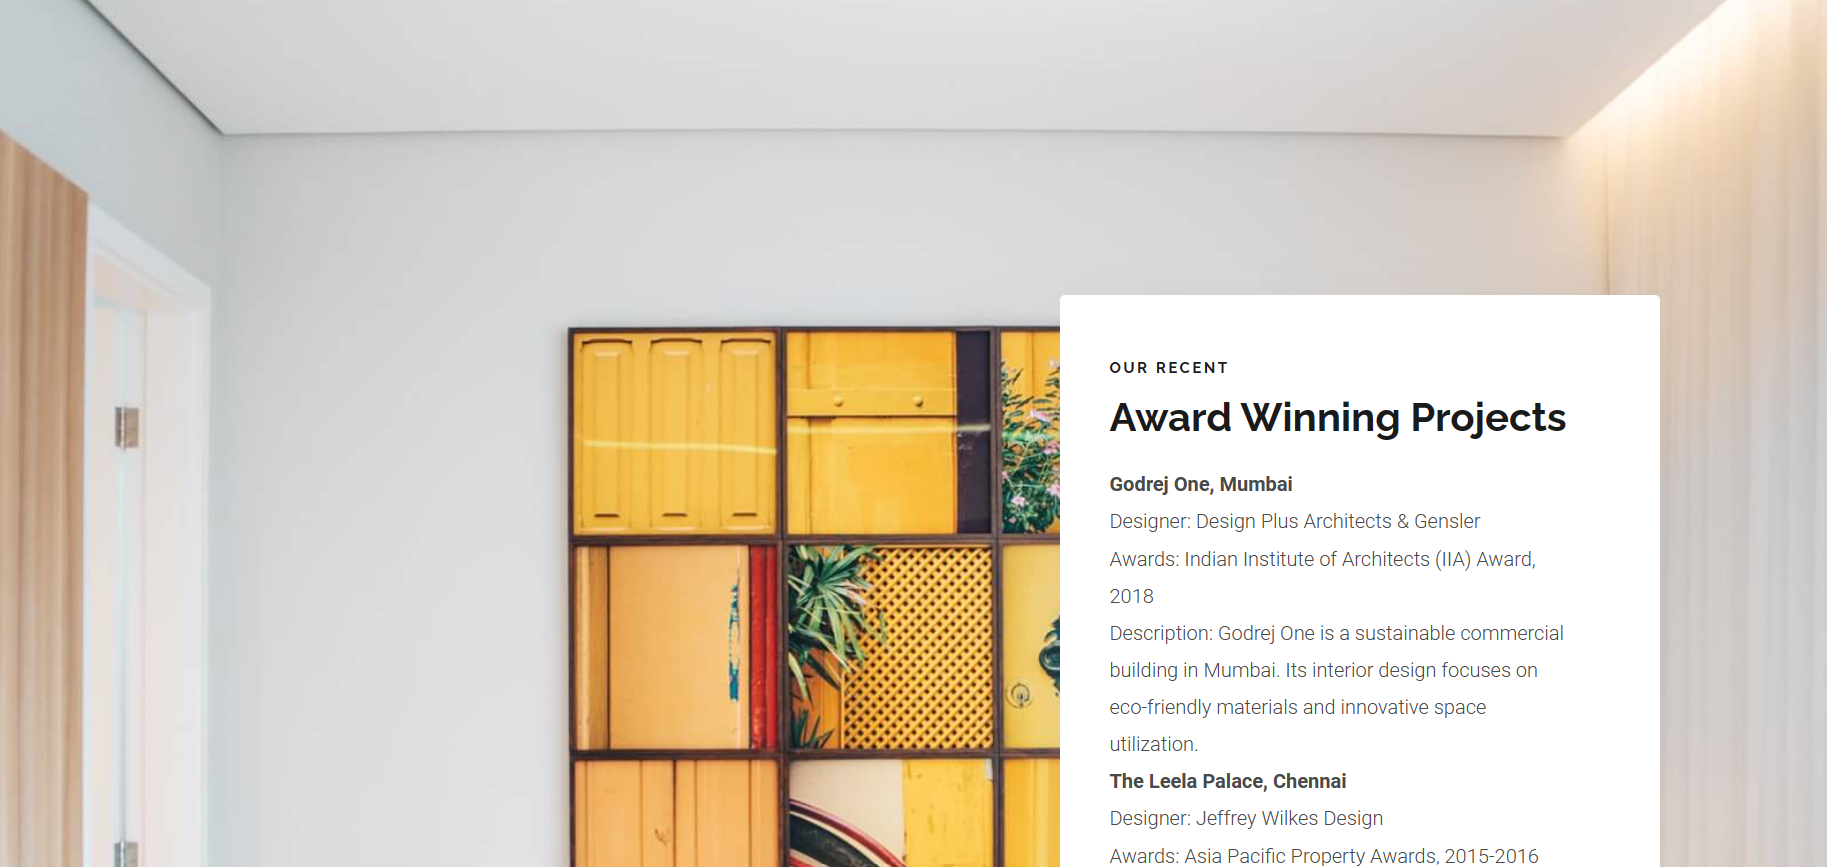 OUR RECENT
Award Winning Projects
Godrej One, Mumbai
Designer: Design Plus Architects & Gensler
Awards: Indian Institute of Architects (IIA) Award,
2018
Description: Godrej One is a sustainable commercial
building in Mumbai. Its interior design focuses on
eco-friendly materials and innovative space
utilization.
The Leela Palace, Chennai
Designer: Jeffrey Wilkes Design
Awards: Asia Pacific Property Awards, 2015-2016